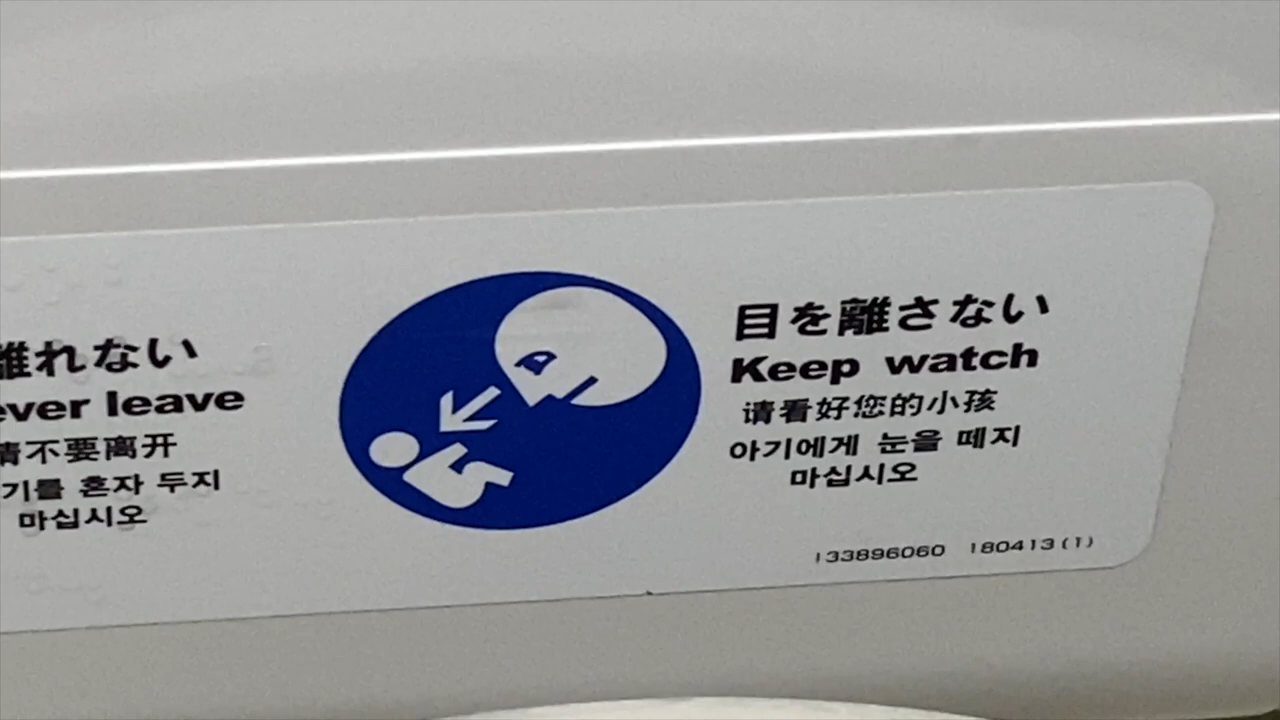 離れない
ever leave
请不要离开
기를 혼자 두지
마십시오
目を離さない
Keep watch
请看好您的小孩
아기에게 눈을 떼지
마십시오
133896060 180413(1)